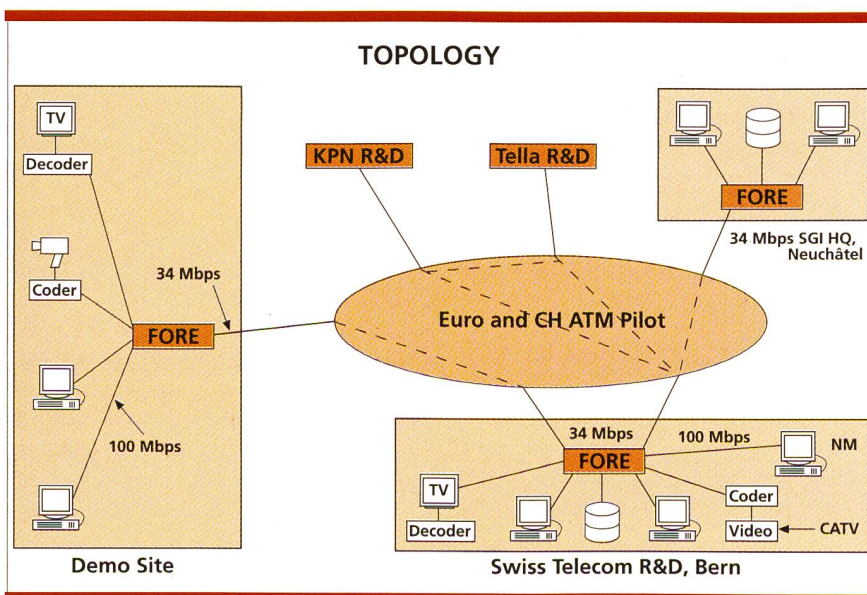 TOPOLOGY
TV
Decoder
Coder
34 Mbps
FORE
100 Mbps
Demo Site
KPN R&D
Tella R&D
FORE
34 Mbps SGI HQ,
Neuchâtel
Euro and CH ATM Pilot
34 Mbps
100 Mbps
FORE
NM
TV
Decoder
Coder
Video
CATV
Swiss Telecom R&D, Bern